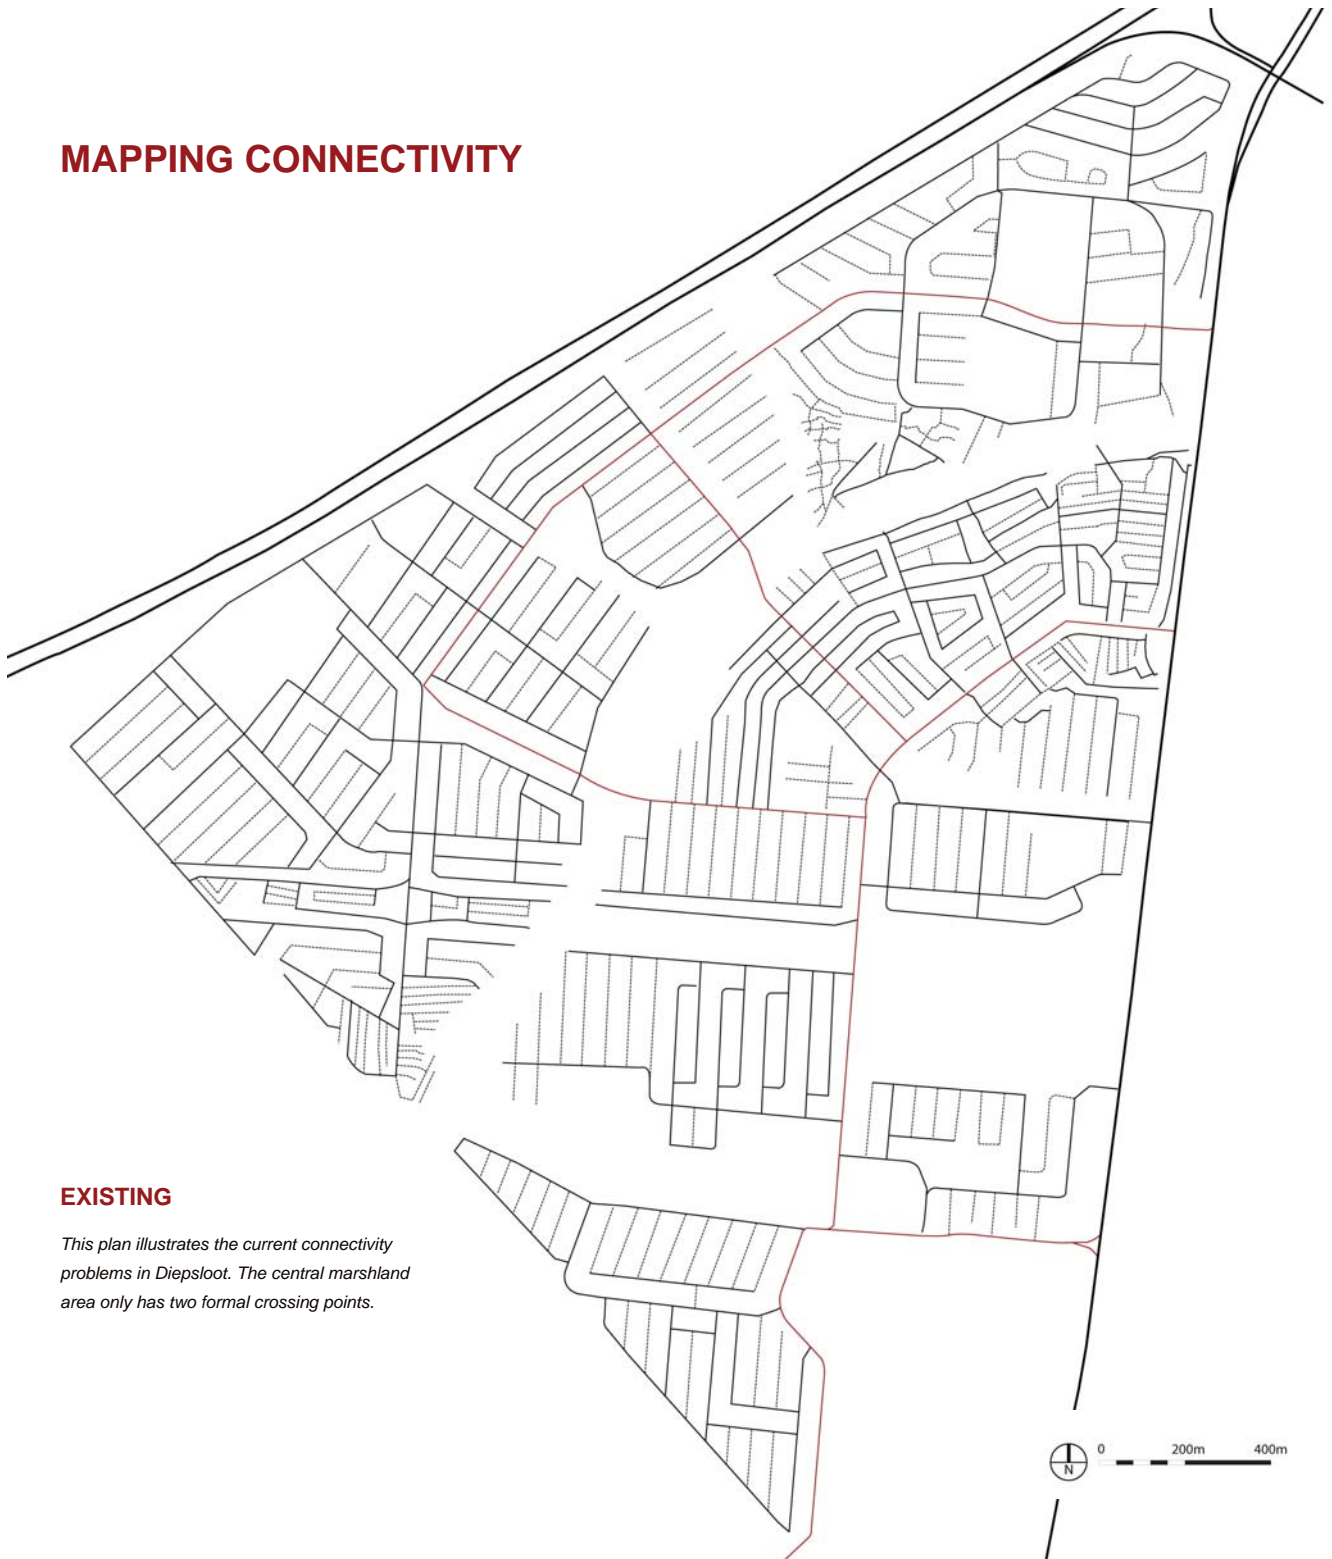 MAPPING CONNECTIVITY
EXISTING
This plan illustrates the current connectivity
problems in Diepsloot. The central marshland
area only has two formal crossing points.
N
0 200m 400m